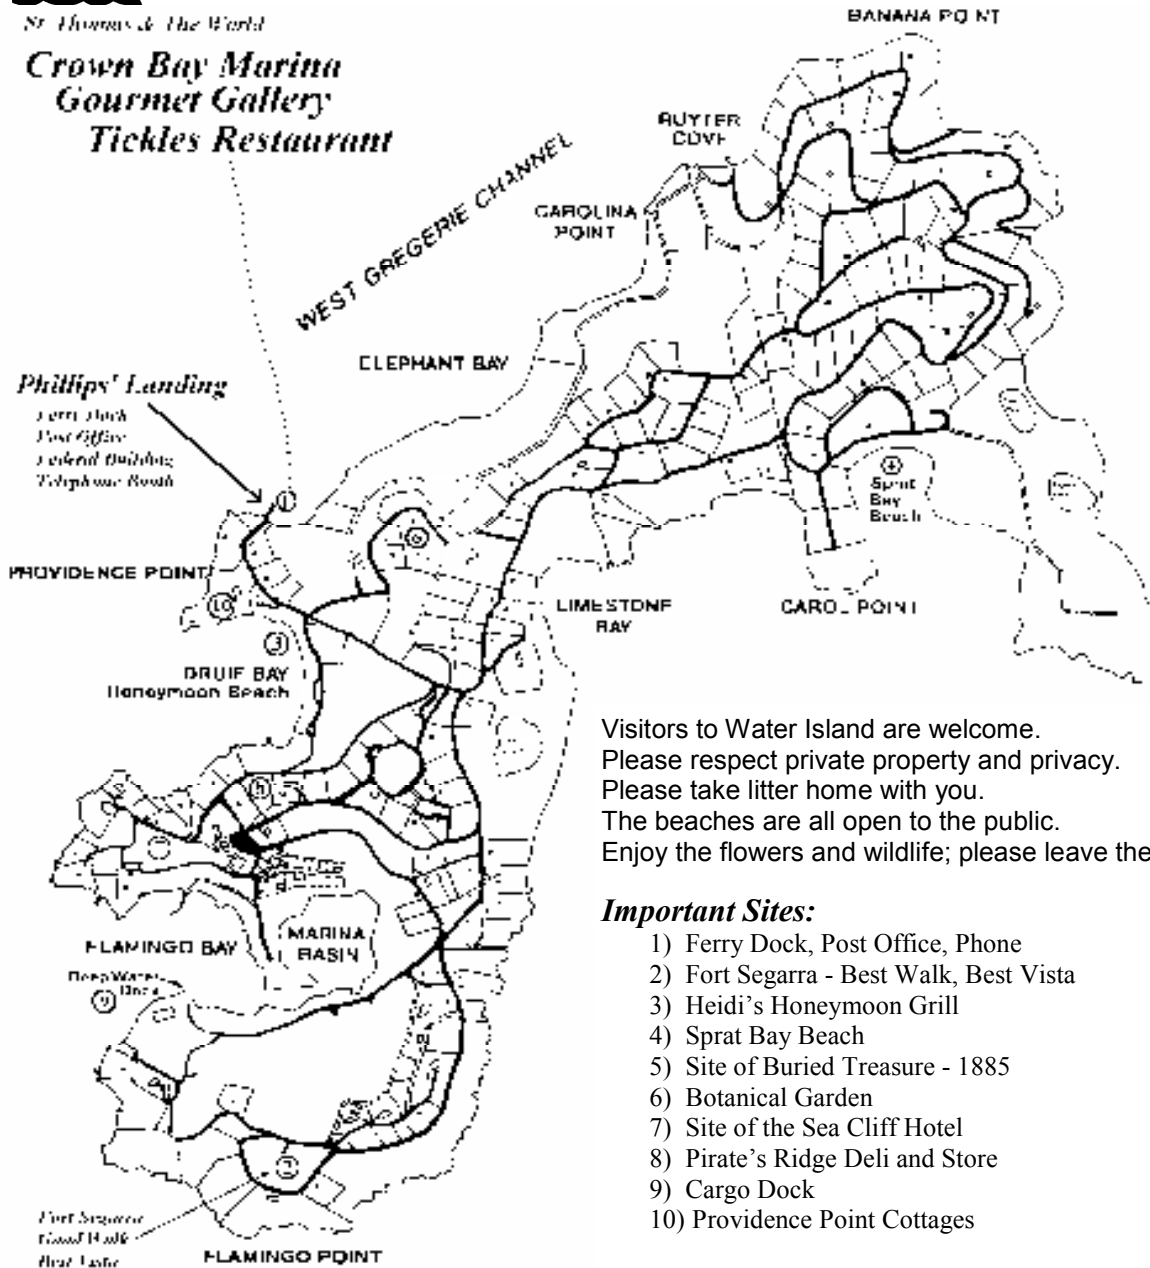 St. Thomas & The World
Crown Bay Marina
Gourmet Gallery
Tickles Restaurant
BANANA POINT
RUYTER
COVE
CAROLINA
POINT
WEST GREGERIE CHANNEL
ELEPHANT BAY
Phillips' Landing
Ferry Dock
Post Office
Federal Building
Telephone Booth
1
4
Sprat
Bay
Beach
6
PROVIDENCE POINT
10
LIMESTONE
BAY
CAROL POINT
3
DRUIF BAY
Honeymoon Beach
Visitors to Water Island are welcome.
Please respect private property and privacy.
Please take litter home with you.
The beaches are all open to the public.
Enjoy the flowers and wildlife; please leave the
FLAMINGO BAY
MARINA
BASIN
Deep Water
Dock
9
Important Sites:
1) Ferry Dock, Post Office, Phone
2) Fort Segarra - Best Walk, Best Vista
3) Heidi's Honeymoon Grill
4) Sprat Bay Beach
5) Site of Buried Treasure - 1885
6) Botanical Garden
7) Site of the Sea Cliff Hotel
8) Pirate's Ridge Deli and Store
9) Cargo Dock
10) Providence Point Cottages
2
Fort Segarra
Good Walk
Best Vista
FLAMINGO POINT